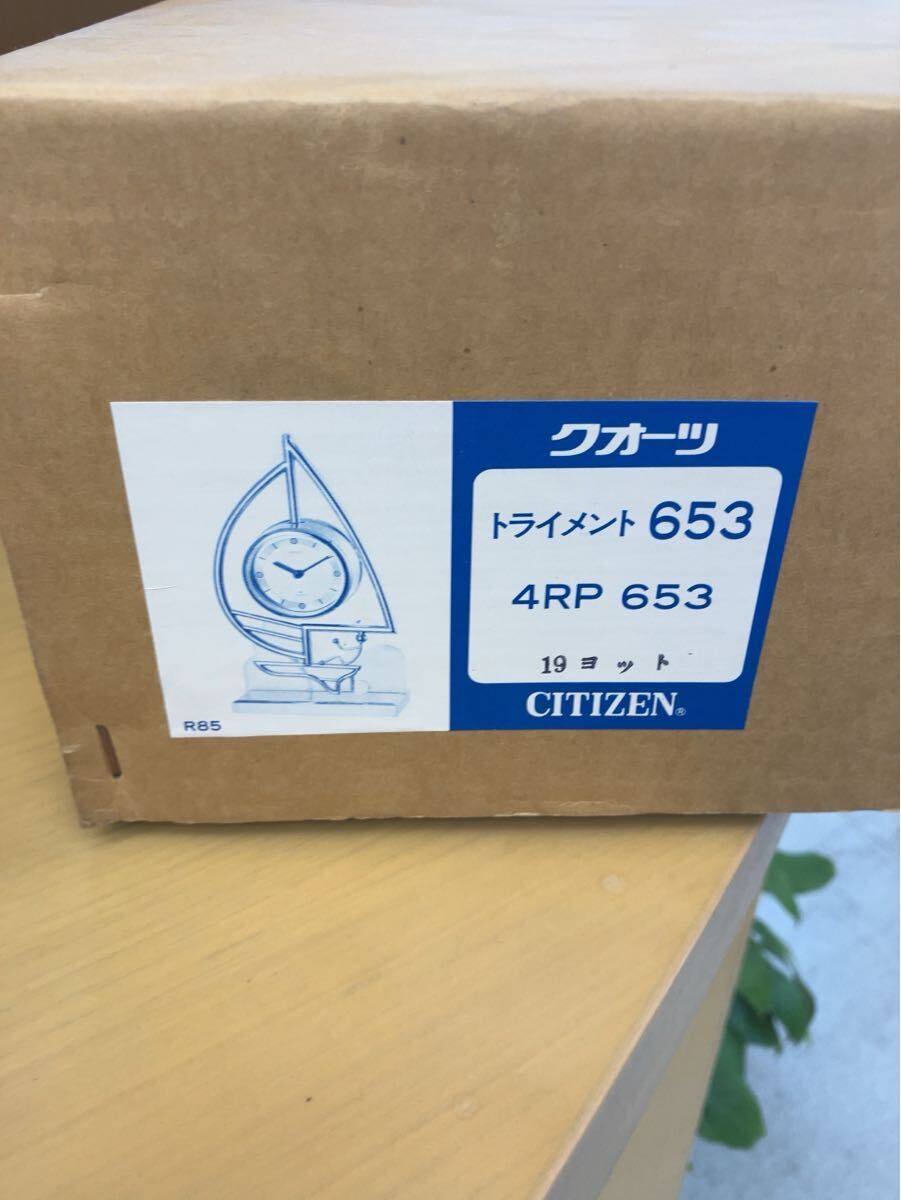 R85
クオーツ
トライメント 653
4RP 653
19 ヨット
CITIZEN®